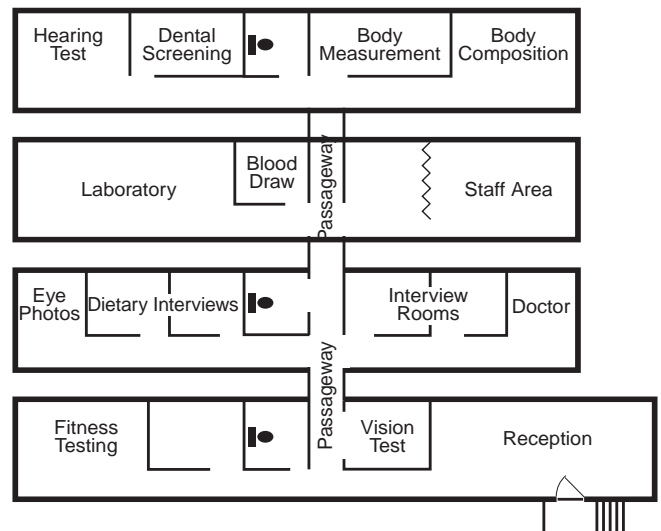 Hearing
Test
Dental
Screening
Body
Measurement
Body
Composition
Laboratory
Blood
Draw
Passageway
Staff Area
Eye
Photos
Dietary Interviews
Interview
Rooms
Doctor
Passageway
Fitness
Testing
Vision
Test
Reception